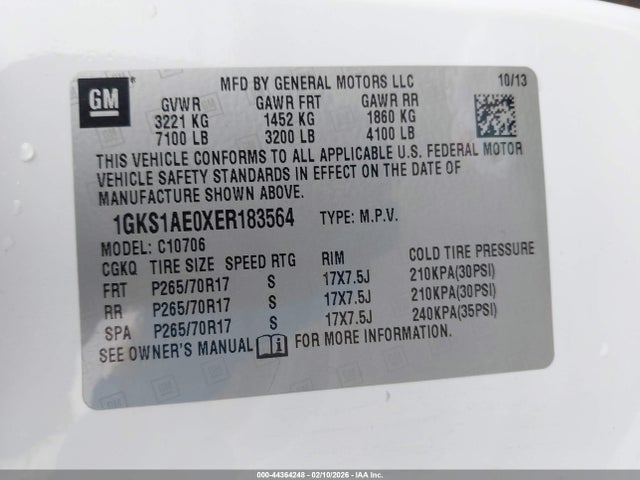 GM
MFD BY GENERAL MOTORS LLC 10/13
GVWR GAWR FRT GAWR RR
3221 KG 1452 KG 1860 KG
7100 LB 3200 LB 4100 LB
THIS VEHICLE CONFORMS TO ALL APPLICABLE U.S. FEDERAL MOTOR
VEHICLE SAFETY STANDARDS IN EFFECT ON THE DATE OF
MANUFACTURE SHOWN ABOVE.
1GKS1AE0XER183564 TYPE: M.P.V.
MODEL: C10706
CGKQ TIRE SIZE SPEED RTG RIM COLD TIRE PRESSURE
FRT P265/70R17 S 17X7.5J 210KPA(30PSI)
RR P265/70R17 S 17X7.5J 210KPA(30PSI)
SPA P265/70R17 S 17X7.5J 240KPA(35PSI)
SEE OWNER'S MANUAL FOR MORE INFORMATION.
000-44364248 - 02/10/2026 - IAA Inc.